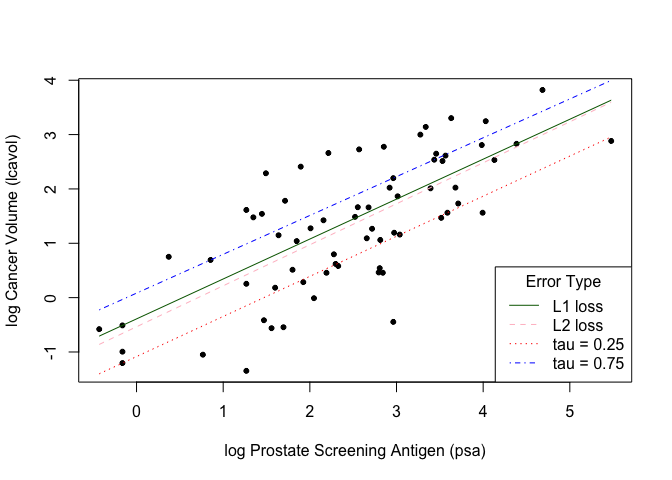 4
3
2
1
0
-1
log Cancer Volume (lcavol)
Error Type
L1 loss
L2 loss
tau = 0.25
tau = 0.75
0 1 2 3 4 5
log Prostate Screening Antigen (psa)